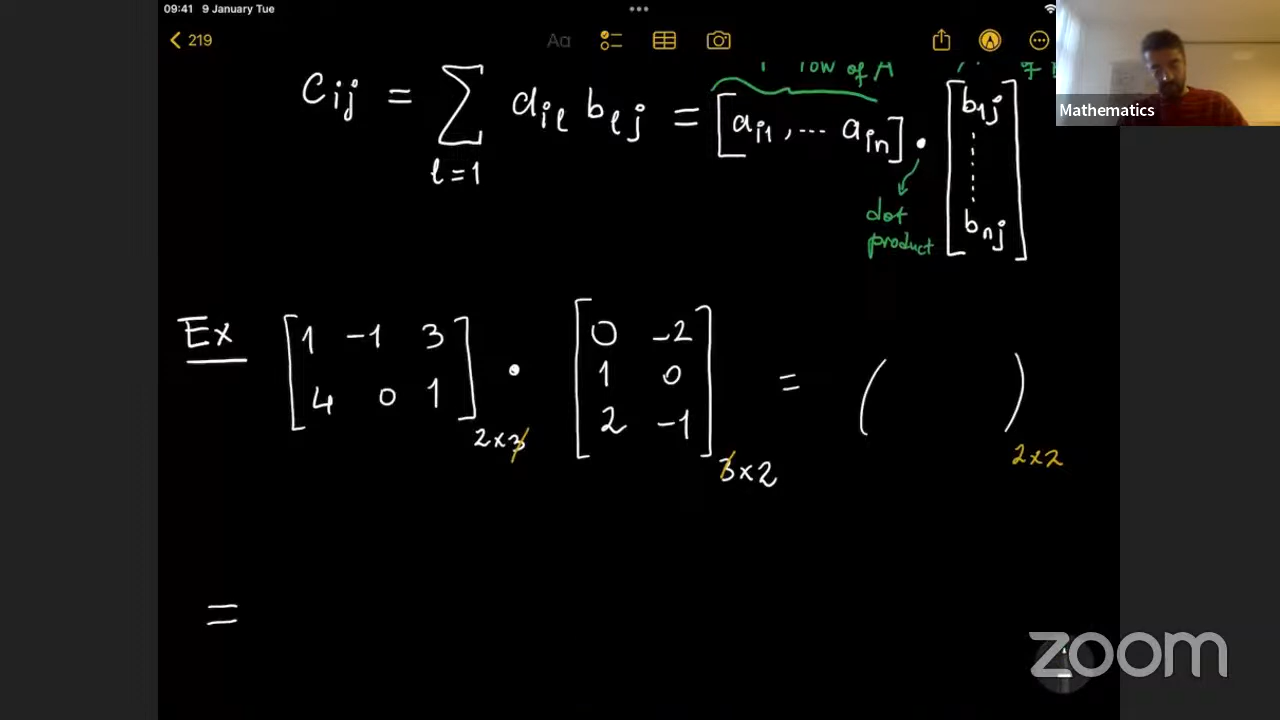 09:41 9 January Tue
219
Aa
row of A
of
Cij = ∑ aiℓ bℓj = [ai1, ... ain] . [b1j
bnj]
ℓ=1
dot
product
Mathematics
Ex [1 -1 3 • [0 -2 = ( )
4 0 1] 1 0
2 -1]
2x3 3x2 2x2
=
zoom